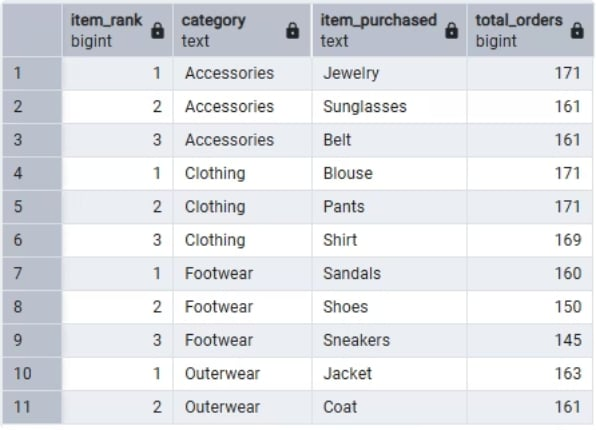 item_rank category item_purchased total_orders
bigint text text bigint
1 1 Accessories Jewelry 171
2 2 Accessories Sunglasses 161
3 3 Accessories Belt 161
4 1 Clothing Blouse 171
5 2 Clothing Pants 171
6 3 Clothing Shirt 169
7 1 Footwear Sandals 160
8 2 Footwear Shoes 150
9 3 Footwear Sneakers 145
10 1 Outerwear Jacket 163
11 2 Outerwear Coat 161